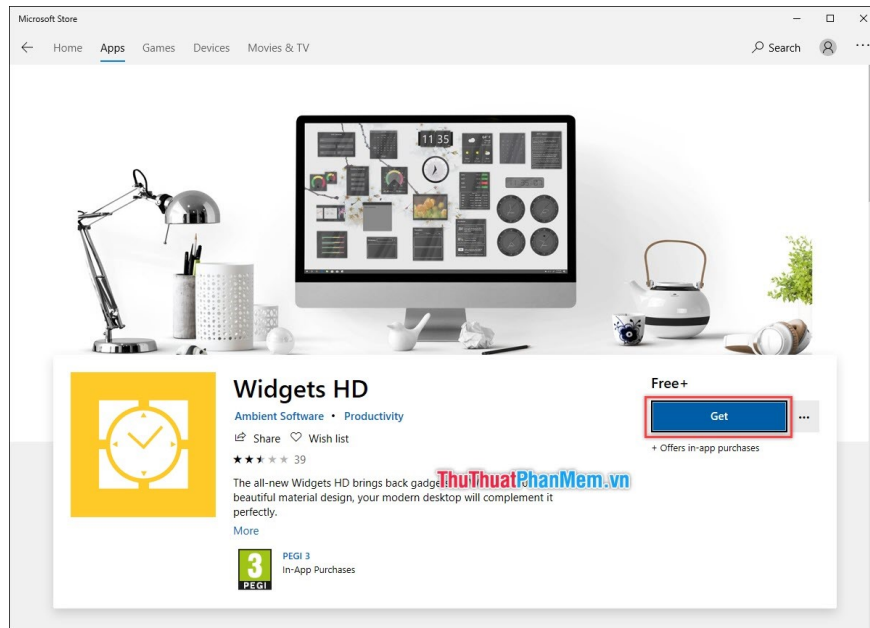 Microsoft Store
Home Apps Games Devices Movies & TV
Search
11 35
Widgets HD
Ambient Software • Productivity
Share Wish list
39
The all-new Widgets HD brings back gadge
beautiful material design, your modern desktop will complement it
perfectly.
More
ThuThuatPhanMem.vn
3
PEGI
PEGI 3
In-App Purchases
Free+
Get
+ Offers in-app purchases